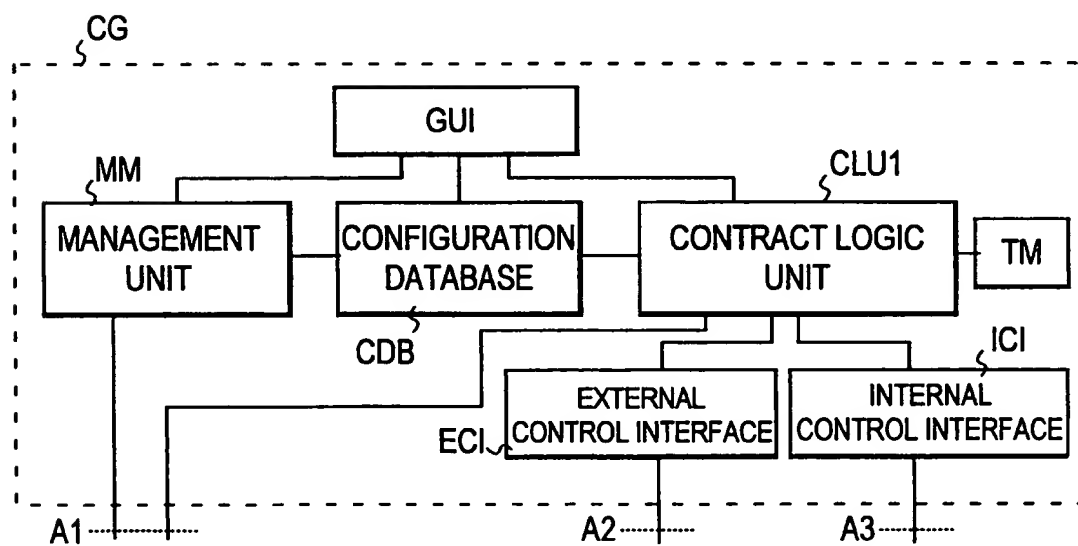 CG
GUI
MM
CLU1
MANAGEMENT
UNIT
CONFIGURATION
DATABASE
CONTRACT LOGIC
UNIT
TM
CDB
ICI
EXTERNAL
CONTROL INTERFACE
INTERNAL
CONTROL INTERFACE
ECI
A1
A2
A3